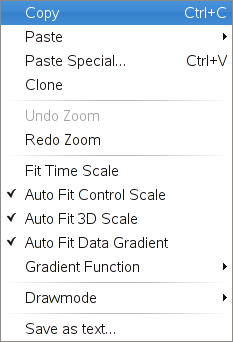 Copy Ctrl+C
Paste
Paste Special... Ctrl+V
Clone
Undo Zoom
Redo Zoom
Fit Time Scale
Auto Fit Control Scale
Auto Fit 3D Scale
Auto Fit Data Gradient
Gradient Function
Drawmode
Save as text...